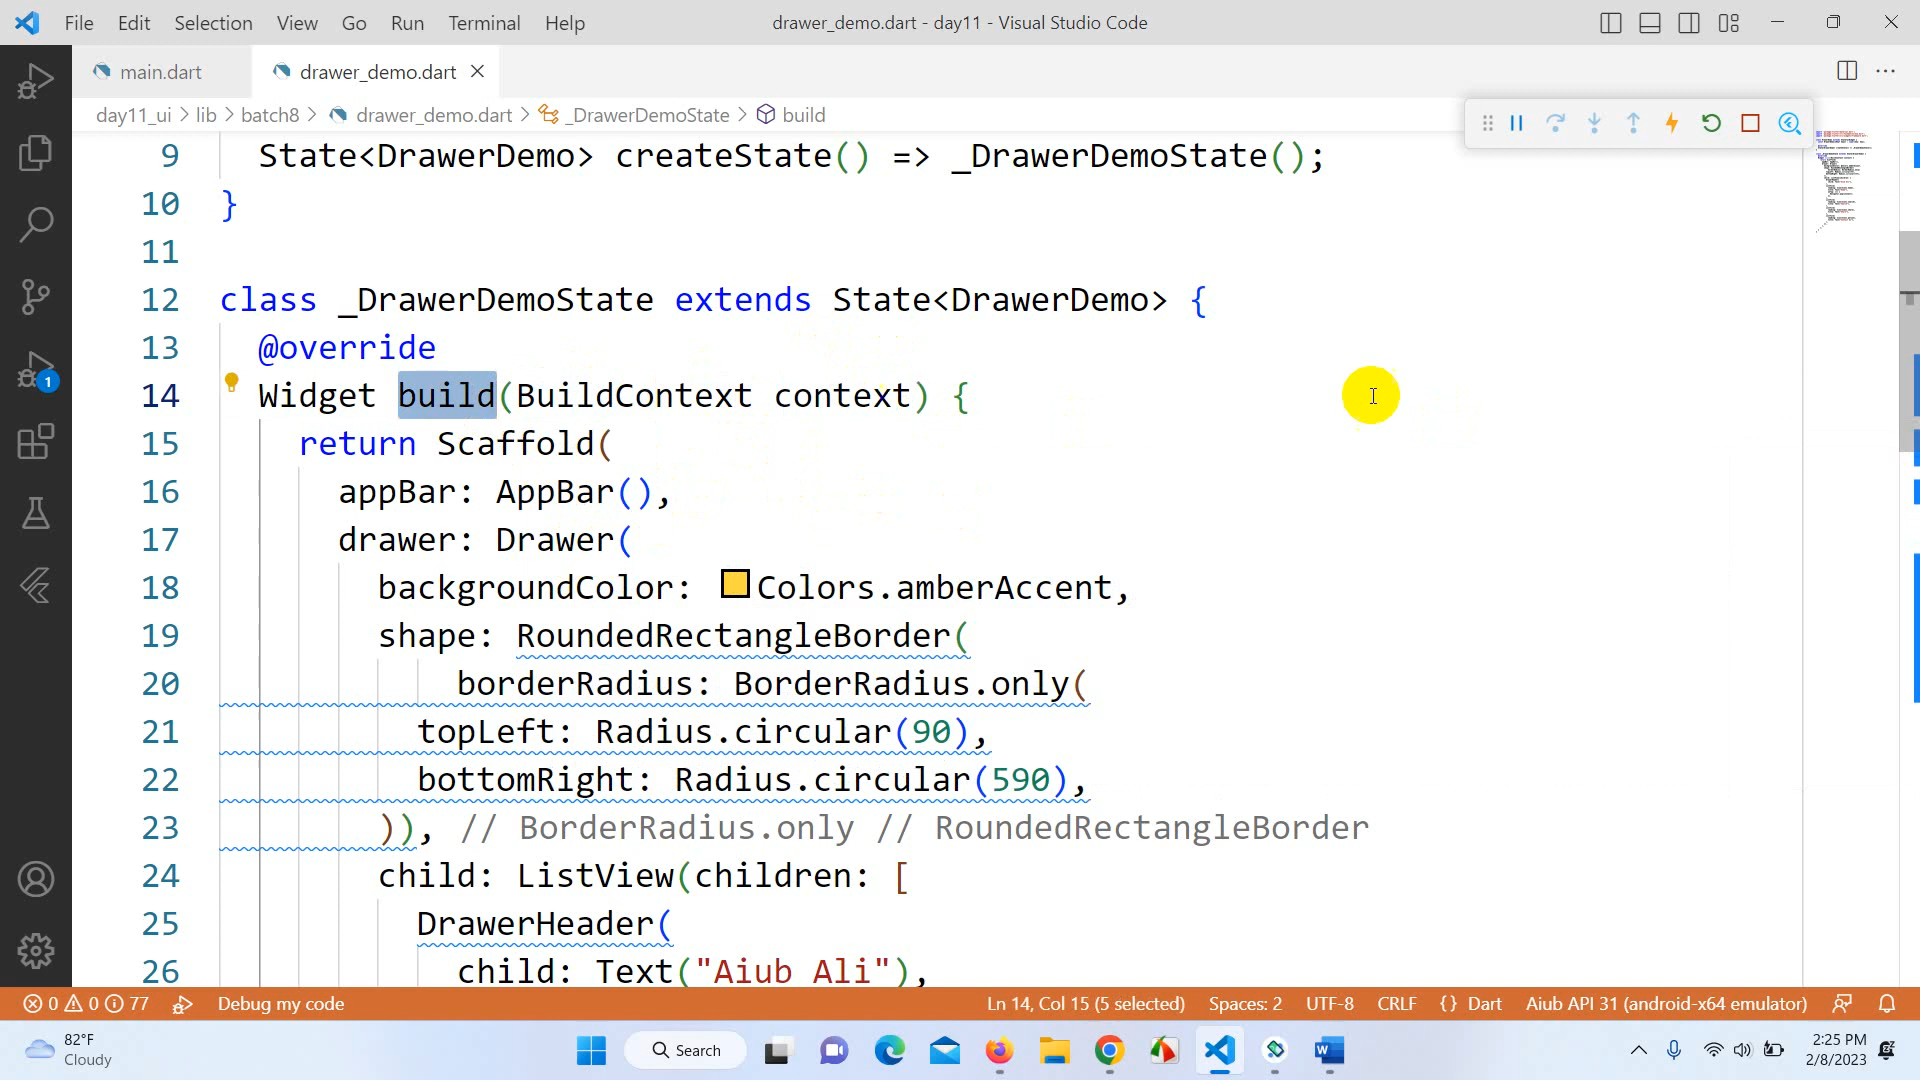 File Edit Selection View Go Run Terminal Help
drawer_demo.dart - day11 - Visual Studio Code
main.dart
drawer_demo.dart
day11_ui > lib > batch8 > drawer_demo.dart > _DrawerDemoState > build
9 State<DrawerDemo> createState() => _DrawerDemoState();
10 }
11
12 class _DrawerDemoState extends State<DrawerDemo> {
13 @override
14 Widget build(BuildContext context) {
15 return Scaffold(
16 appBar: AppBar(),
17 drawer: Drawer(
18 backgroundColor: Colors.amberAccent,
19 shape: RoundedRectangleBorder(
20 borderRadius: BorderRadius.only(
21 topLeft: Radius.circular(90),
22 bottomRight: Radius.circular(590),
23 )), // BorderRadius.only // RoundedRectangleBorder
24 child: ListView(children: [
25 DrawerHeader(
26 child: Text("Aiub Ali"),
1
0 0 77 Debug my code
Ln 14, Col 15 (5 selected) Spaces: 2 UTF-8 CRLF {} Dart Aiub API 31 (android-x64 emulator)
82°F
Cloudy
Search
2:25 PM
2/8/2023